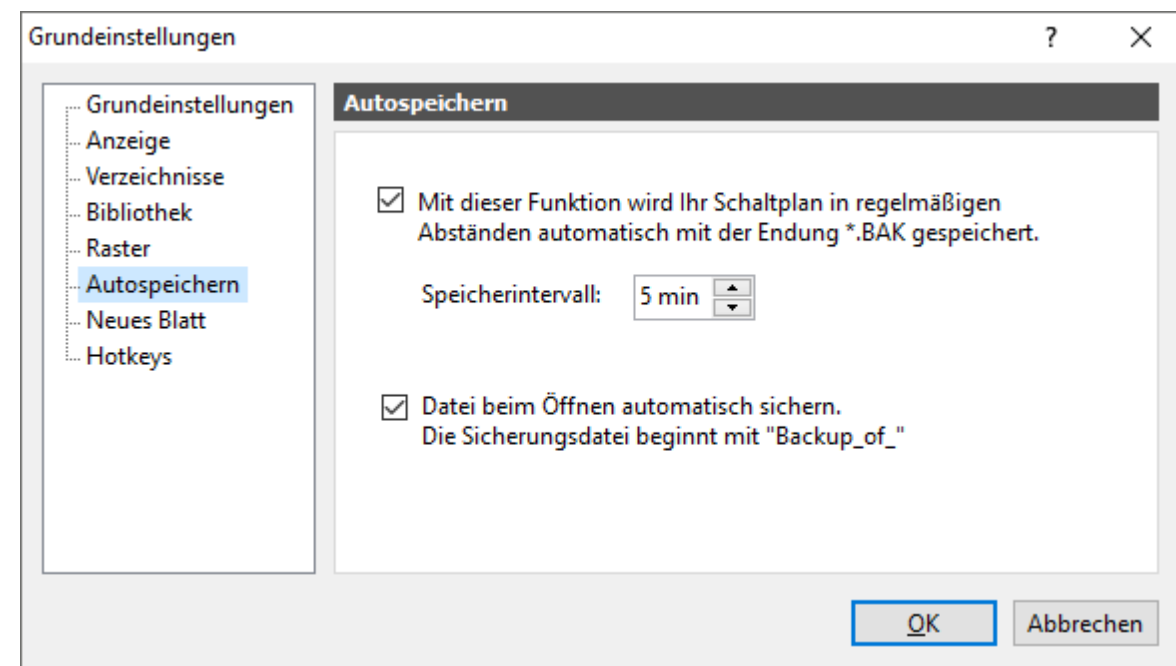 Grundeinstellungen
?
Grundeinstellungen
Anzeige
Verzeichnisse
Bibliothek
Raster
Autospeichern
Neues Blatt
Hotkeys
Autospeichern
Mit dieser Funktion wird Ihr Schaltplan in regelmäßigen
Abständen automatisch mit der Endung *.BAK gespeichert.
Speicherintervall: 5 min
Datei beim Öffnen automatisch sichern.
Die Sicherungsdatei beginnt mit "Backup_of_"
OK Abbrechen